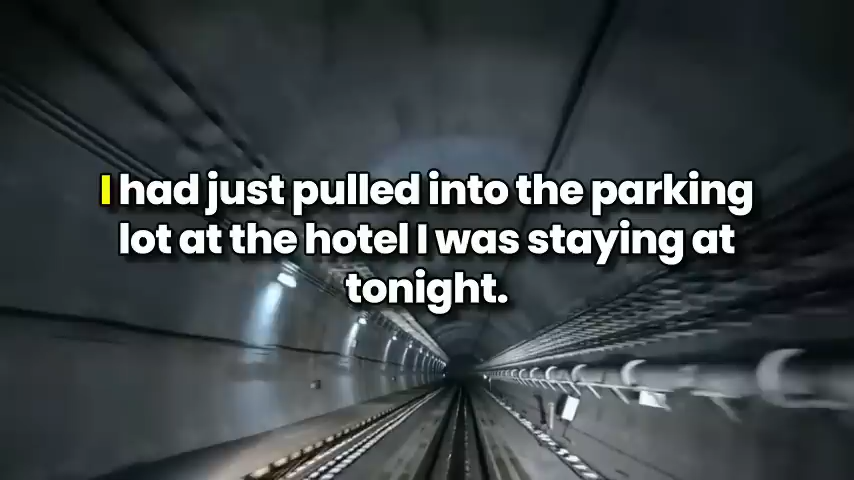 I had just pulled into the parking
lot at the hotel I was staying at
tonight.